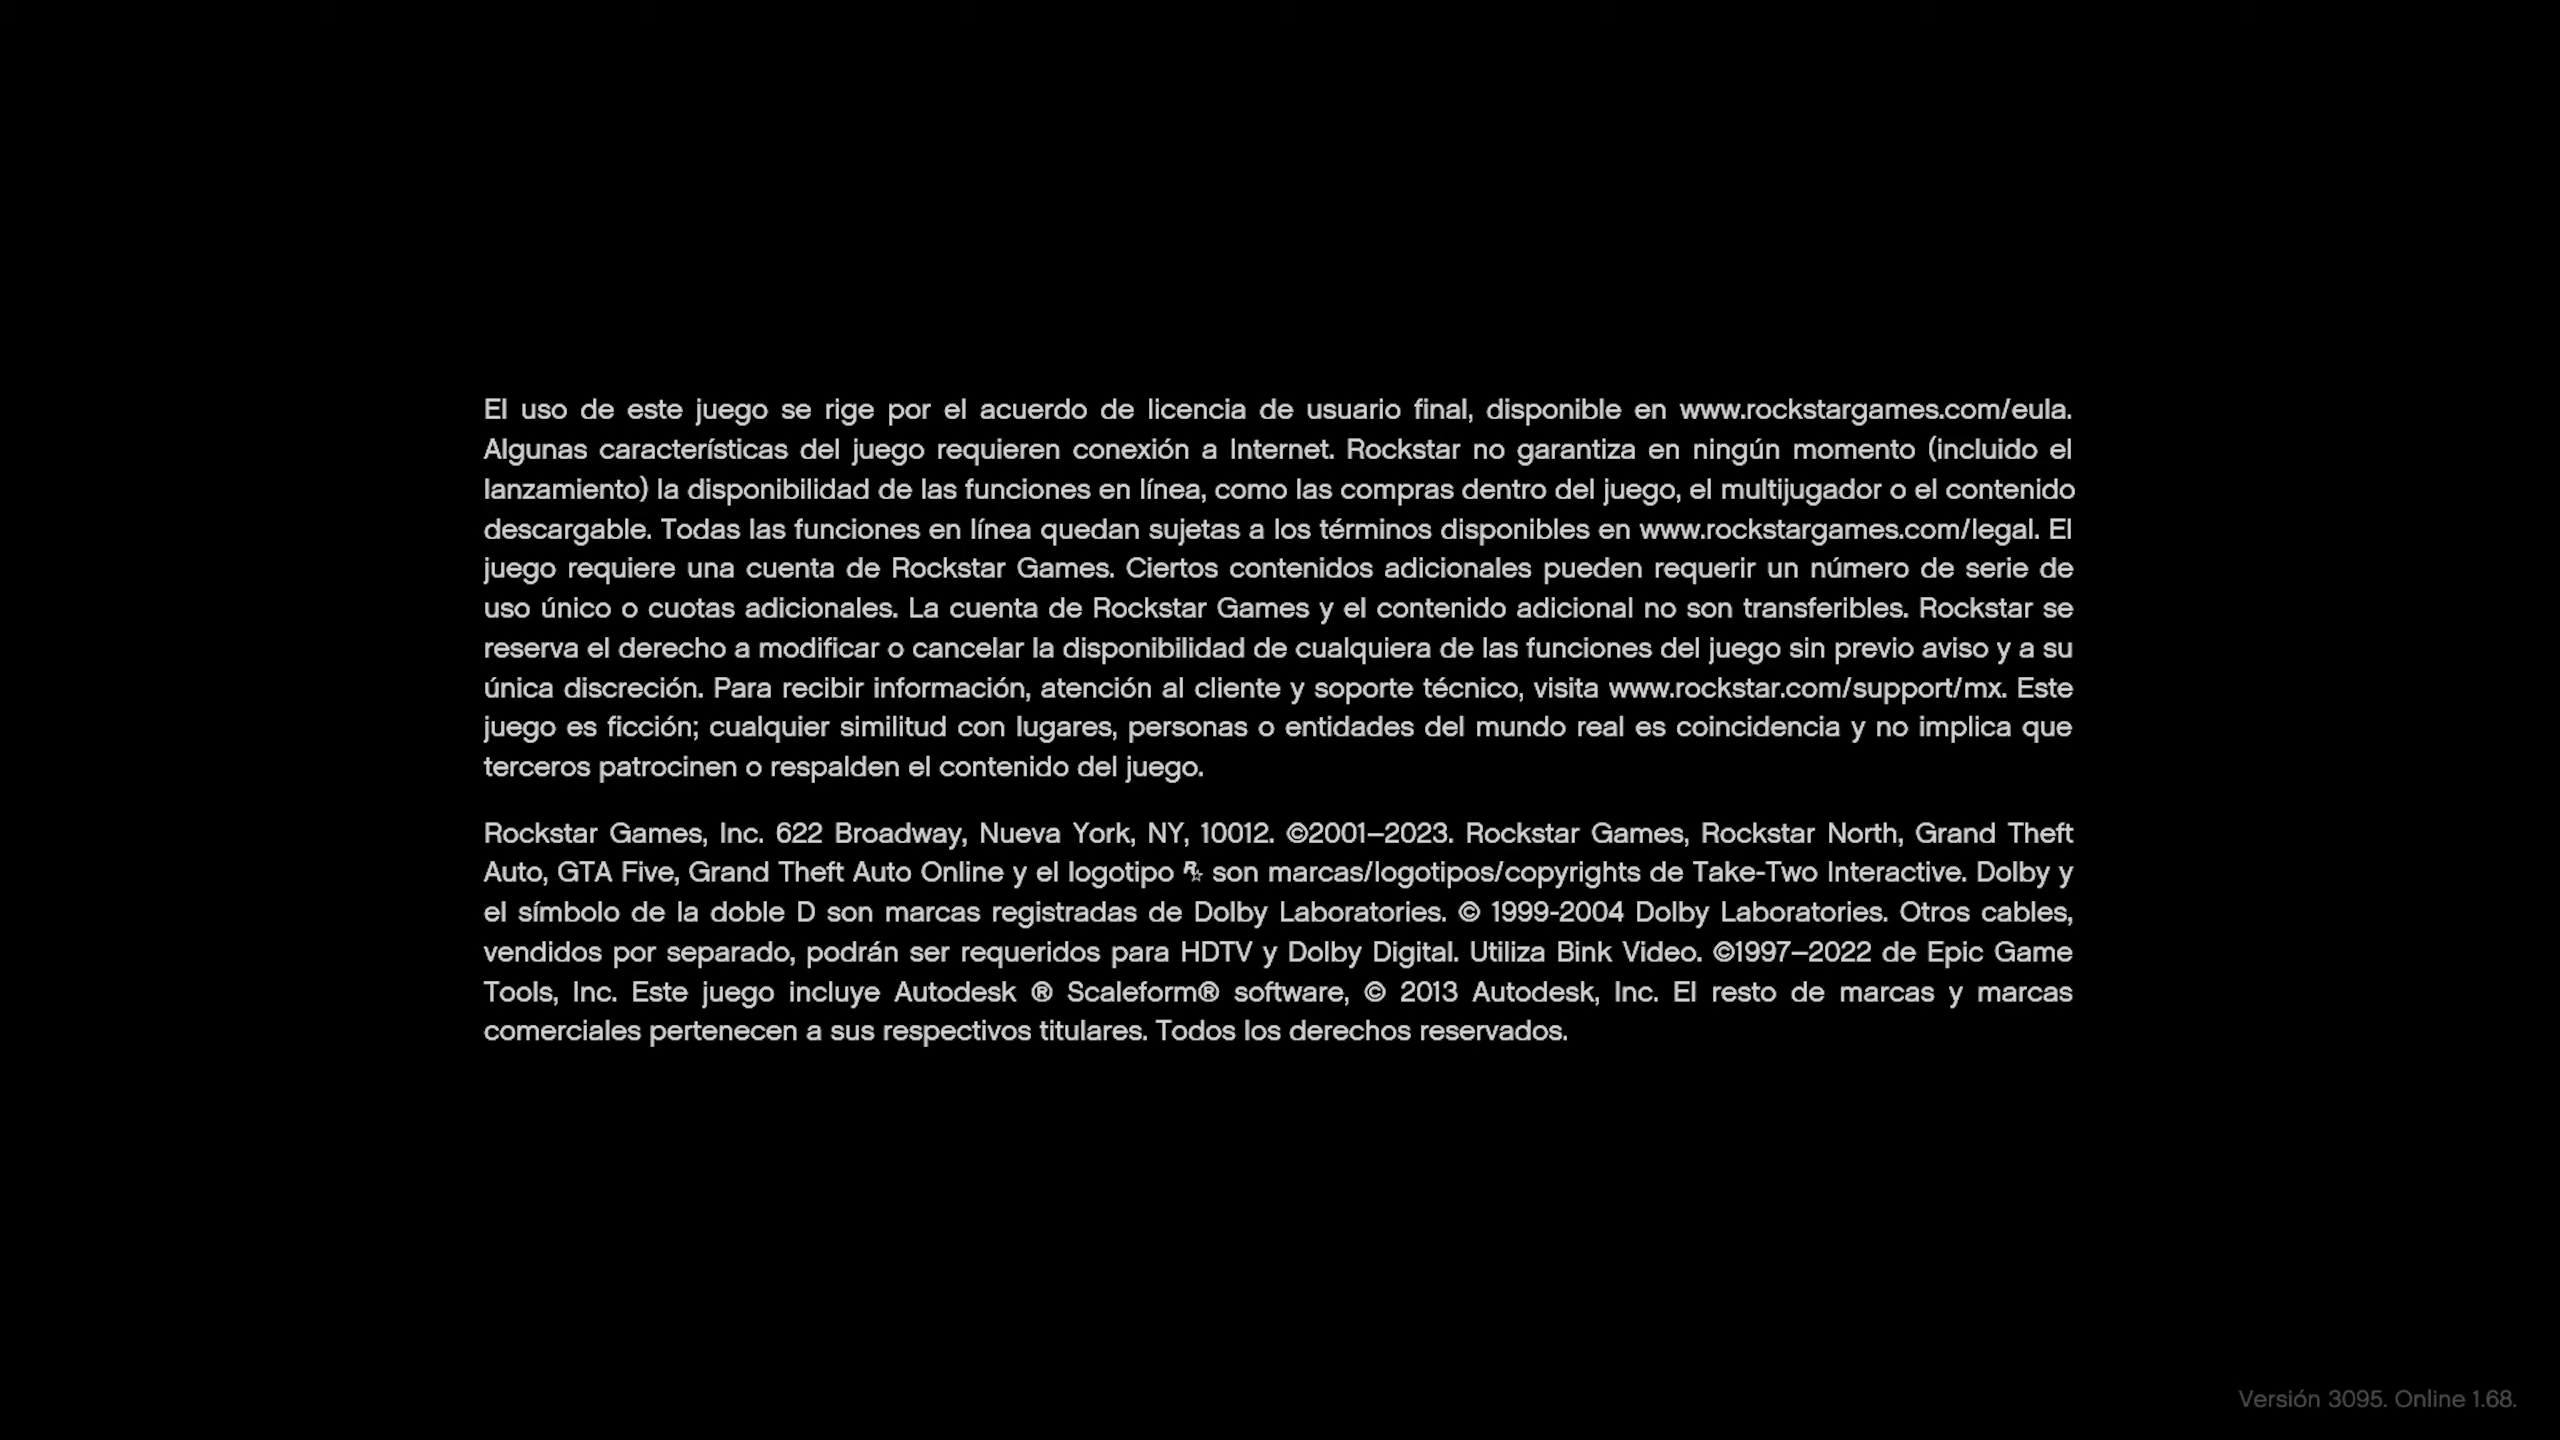 El uso de este juego se rige por el acuerdo de licencia de usuario final, disponible en www.rockstargames.com/eula.
Algunas características del juego requieren conexión a Internet. Rockstar no garantiza en ningún momento (incluido el
lanzamiento) la disponibilidad de las funciones en línea, como las compras dentro del juego, el multijugador o el contenido
descargable. Todas las funciones en línea quedan sujetas a los términos disponibles en www.rockstargames.com/legal. El
juego requiere una cuenta de Rockstar Games. Ciertos contenidos adicionales pueden requerir un número de serie de
uso único o cuotas adicionales. La cuenta de Rockstar Games y el contenido adicional no son transferibles. Rockstar se
reserva el derecho a modificar o cancelar la disponibilidad de cualquiera de las funciones del juego sin previo aviso y a su
única discreción. Para recibir información, atención al cliente y soporte técnico, visita www.rockstar.com/support/mx. Este
juego es ficción; cualquier similitud con lugares, personas o entidades del mundo real es coincidencia y no implica que
terceros patrocinen o respalden el contenido del juego.
Rockstar Games, Inc. 622 Broadway, Nueva York, NY, 10012. ©2001–2023. Rockstar Games, Rockstar North, Grand Theft
Auto, GTA Five, Grand Theft Auto Online y el logotipo R★ son marcas/logotipos/copyrights de Take-Two Interactive. Dolby y
el símbolo de la doble D son marcas registradas de Dolby Laboratories. © 1999-2004 Dolby Laboratories. Otros cables,
vendidos por separado, podrán ser requeridos para HDTV y Dolby Digital. Utiliza Bink Video. ©1997–2022 de Epic Game
Tools, Inc. Este juego incluye Autodesk ® Scaleform® software, © 2013 Autodesk, Inc. El resto de marcas y marcas
comerciales pertenecen a sus respectivos titulares. Todos los derechos reservados.
Versión 3095. Online 1.68.